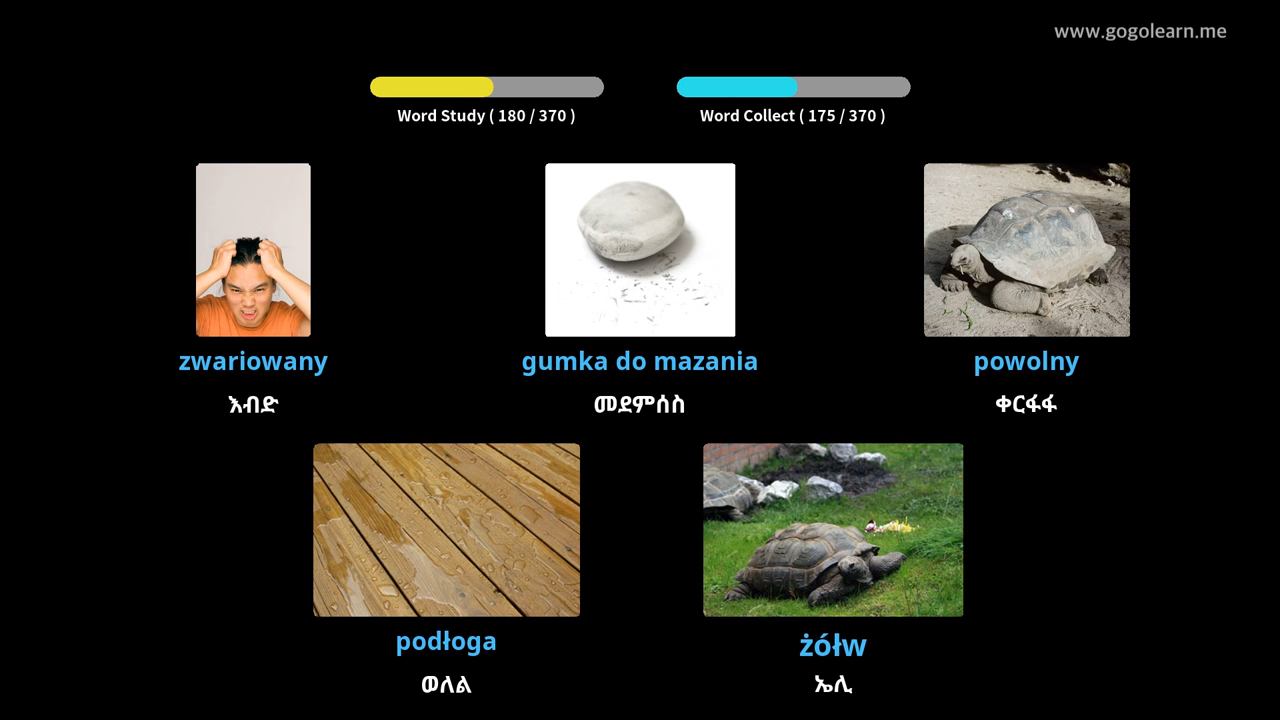 www.gogolearn.me
Word Study ( 180 / 370 )
Word Collect ( 175 / 370 )
zwariowany
እብድ
gumka do mazania
መደምሰስ
powolny
ቀርፋፋ
podłoga
ወለል
żółw
ኤሊ